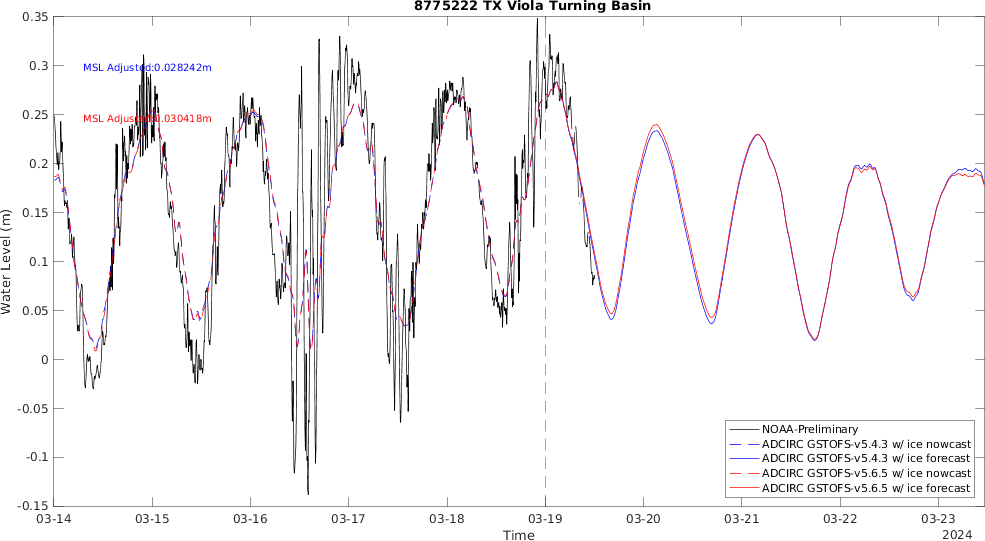 8775222 TX Viola Turning Basin
0.35
0.3
0.25
0.2
0.15
0.1
0.05
0
-0.05
-0.1
-0.15
Water Level (m)
MSL Adjusted:0.028242m
MSL Adjusted:0.030418m
NOAA-Preliminary
ADCIRC GSTOFS-v5.4.3 w/ ice nowcast
ADCIRC GSTOFS-v5.4.3 w/ ice forecast
ADCIRC GSTOFS-v5.6.5 w/ ice nowcast
ADCIRC GSTOFS-v5.6.5 w/ ice forecast
03-14 03-15 03-16 03-17 03-18 03-19 03-20 03-21 03-22 03-23
Time
2024